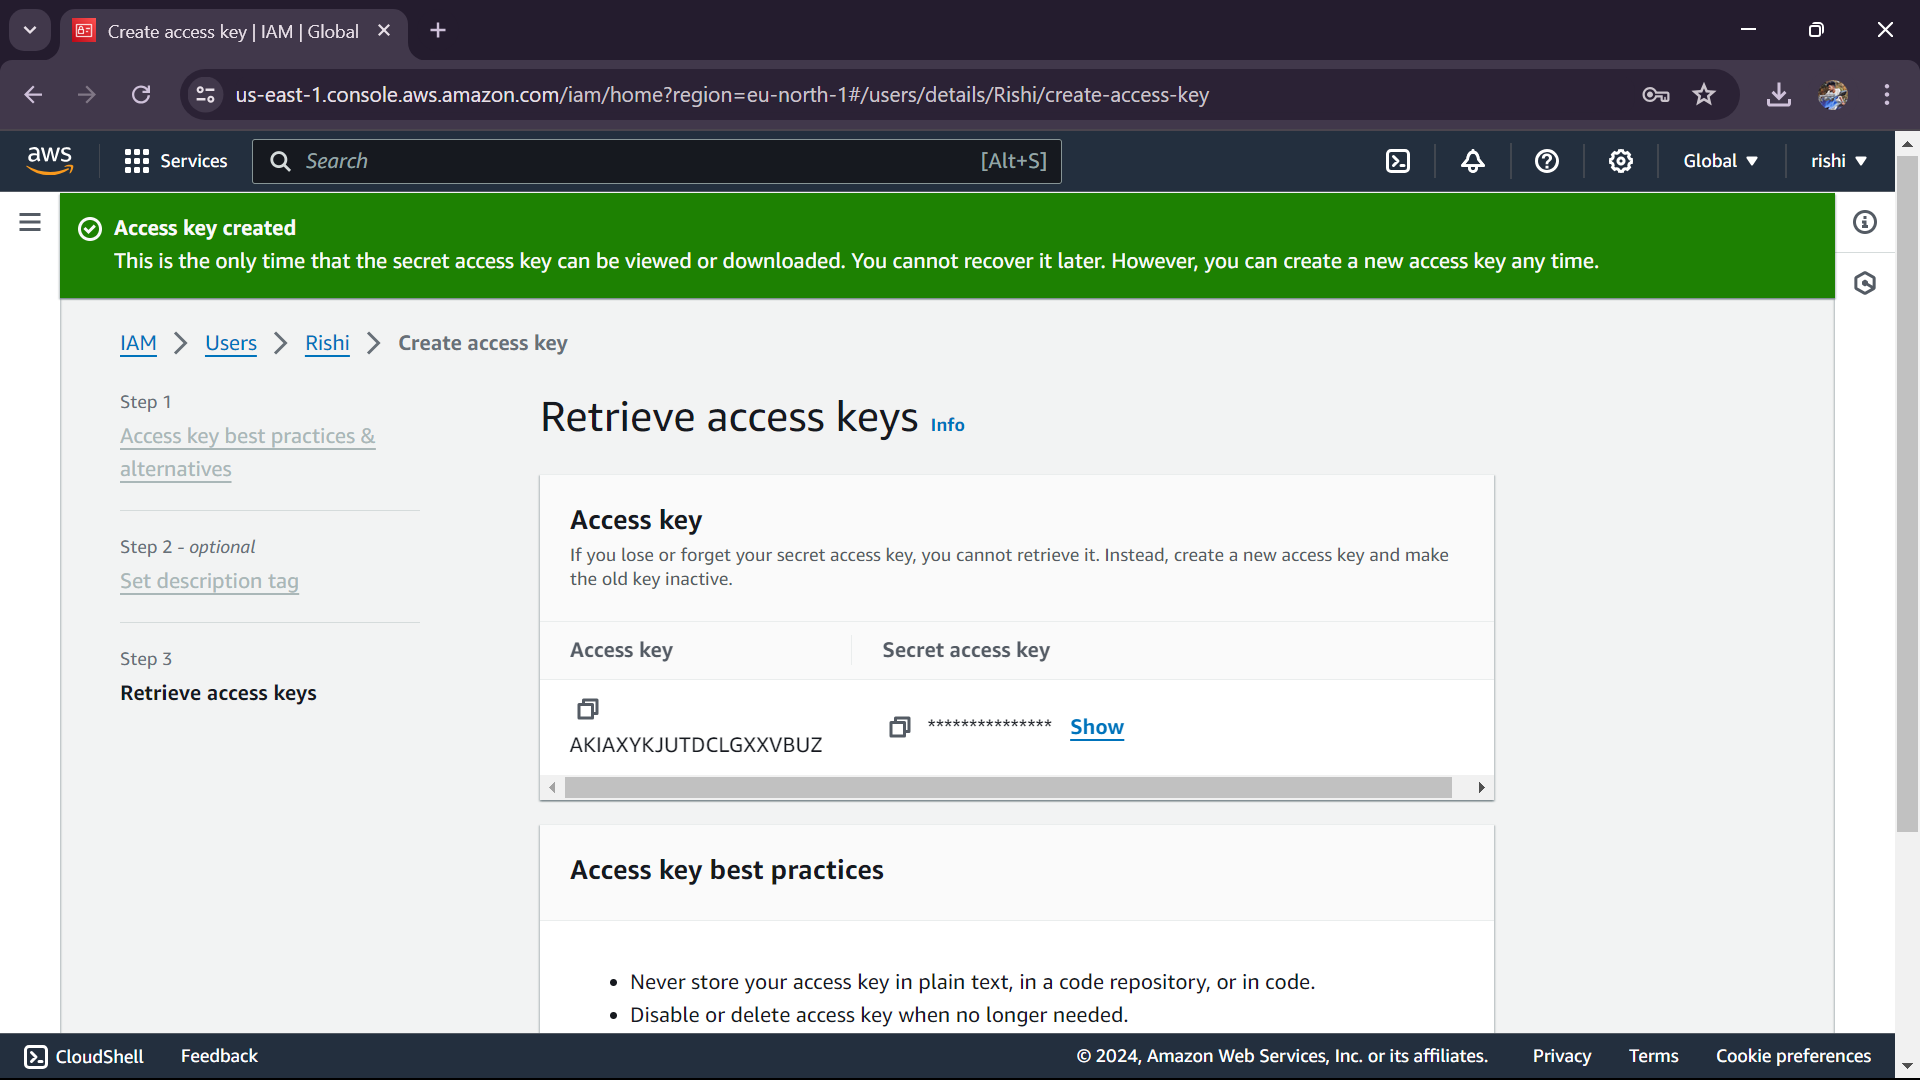 Create access key | IAM | Global
us-east-1.console.aws.amazon.com/iam/home?region=eu-north-1#/users/details/Rishi/create-access-key
aws
Services
Search
[Alt+S]
Global
rishi
Access key created
This is the only time that the secret access key can be viewed or downloaded. You cannot recover it later. However, you can create a new access key any time.
IAM
Users
Rishi
Create access key
Step 1
Access key best practices &
alternatives
Step 2 - optional
Set description tag
Step 3
Retrieve access keys
Retrieve access keys Info
Access key
If you lose or forget your secret access key, you cannot retrieve it. Instead, create a new access key and make
the old key inactive.
Access key
Secret access key
AKIAXYKJUTDCLGXXVBUZ
*************** Show
Access key best practices
• Never store your access key in plain text, in a code repository, or in code.
• Disable or delete access key when no longer needed.
CloudShell
Feedback
© 2024, Amazon Web Services, Inc. or its affiliates.
Privacy
Terms
Cookie preferences